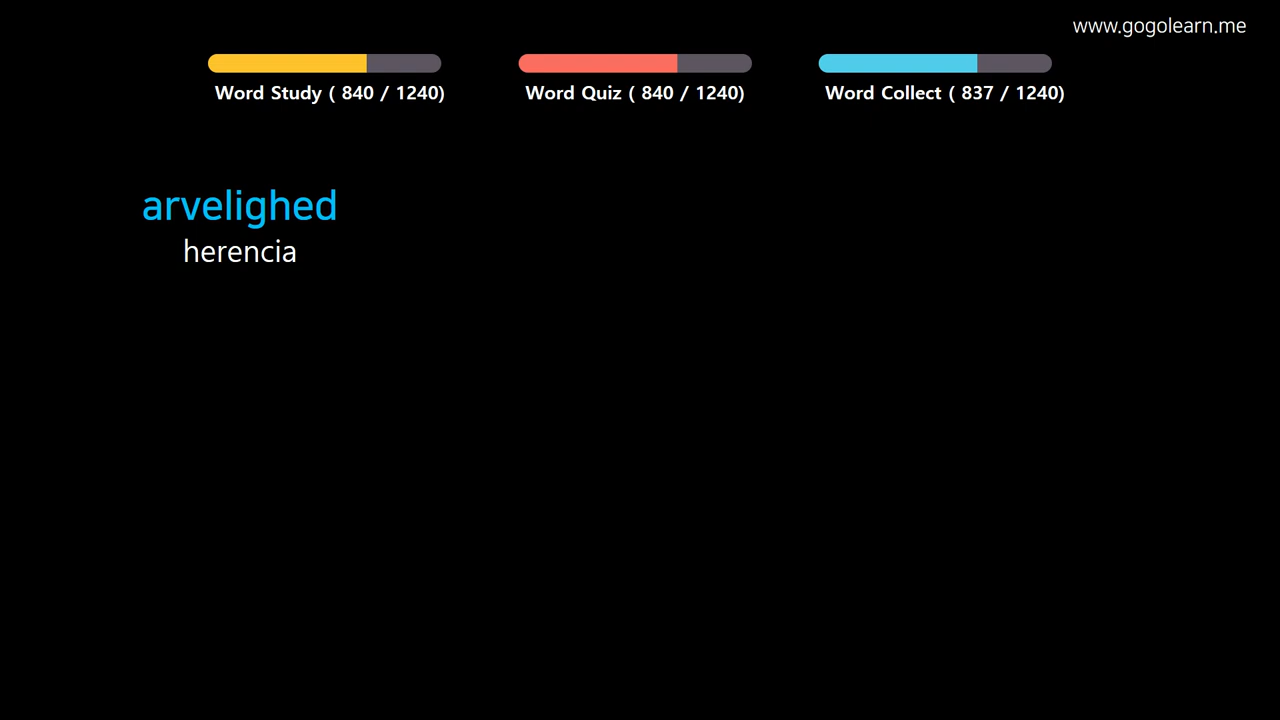 www.gogolearn.me
Word Study ( 840 / 1240)
Word Quiz ( 840 / 1240)
Word Collect ( 837 / 1240)
arvelighed
herencia